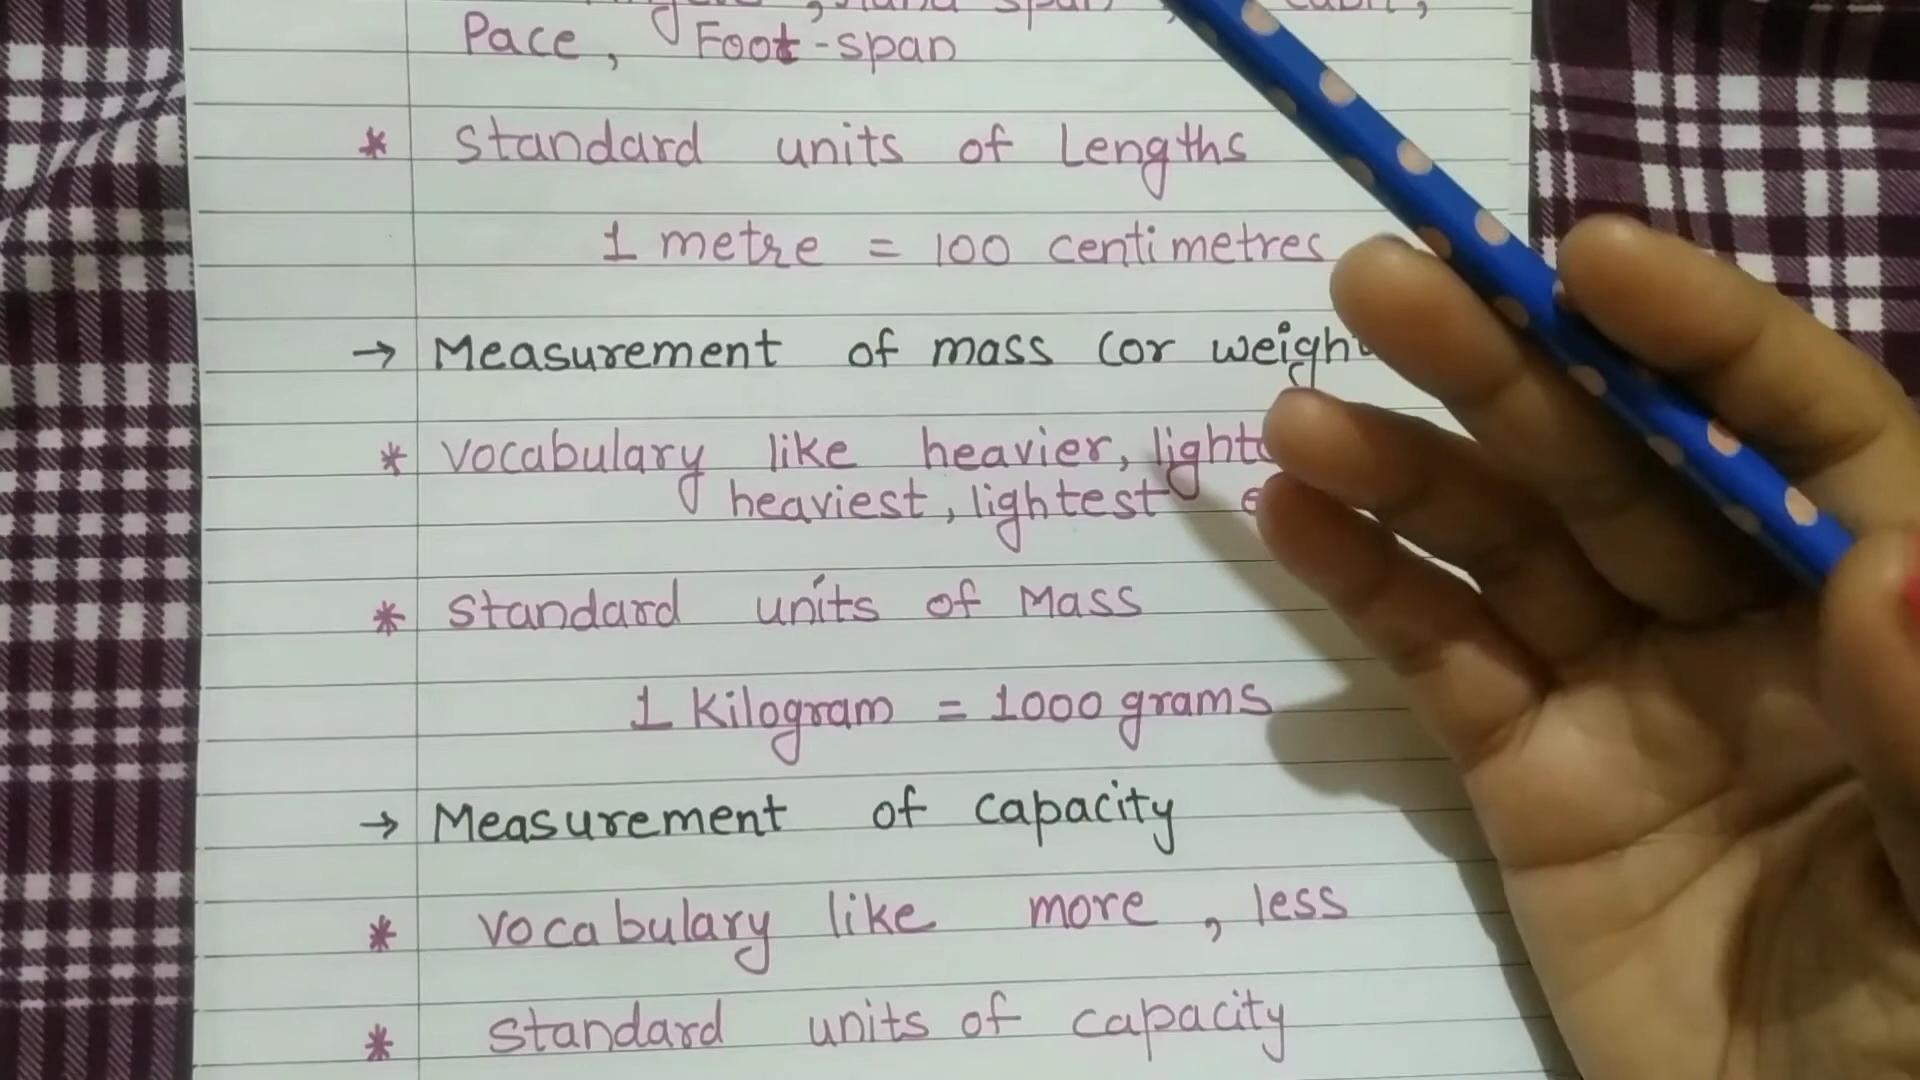 span
Pace, Foot-span
* Standard units of Lengths
1 metre = 100 centimetres
→ Measurement of mass (or
* Vocabulary like heavier,
heaviest, lightest
* Standard units of Mass
1 Kilogram = 1000 grams
→ Measurement of capacity
* Vocabulary like more, less
* Standard units of capacity